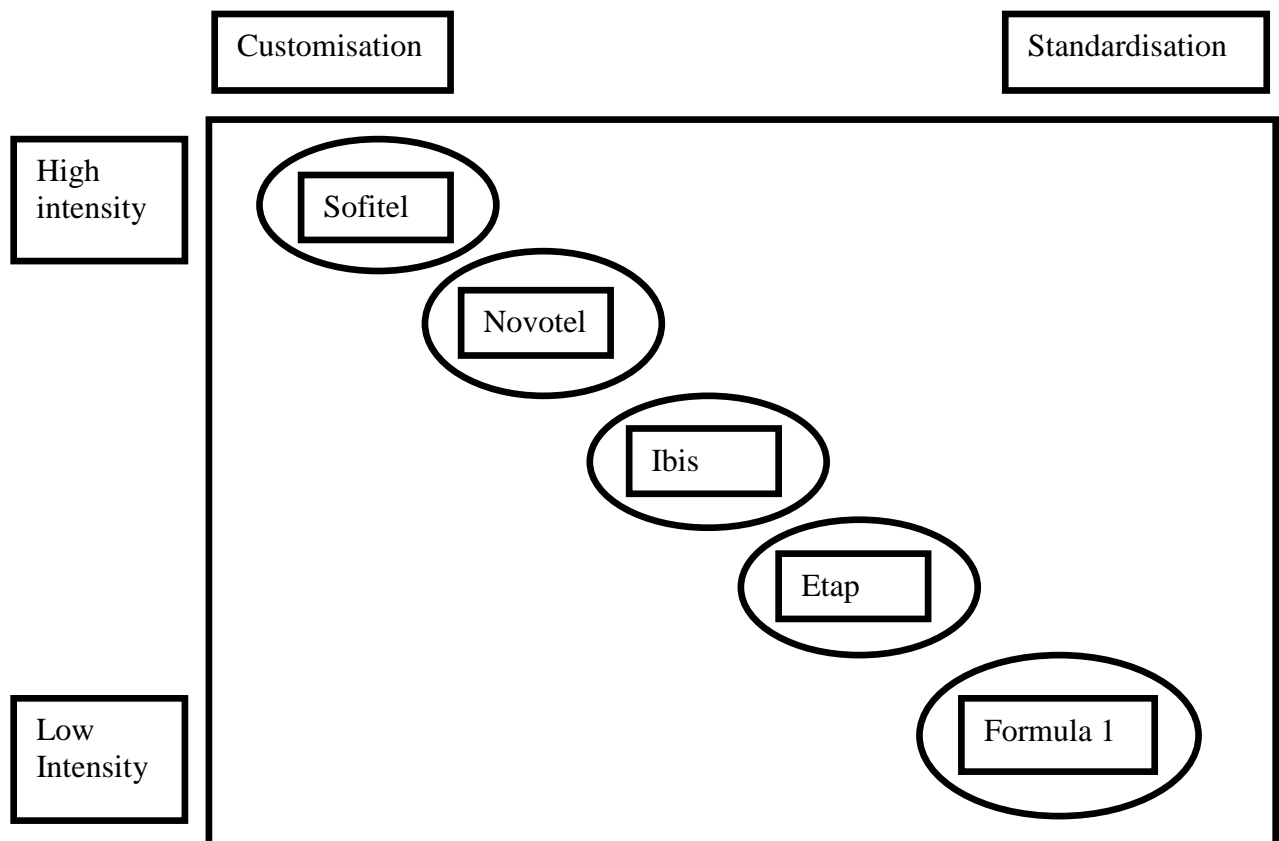 Customisation
Standardisation
High
intensity
Sofitel
Novotel
Ibis
Etap
Low
Intensity
Formula 1